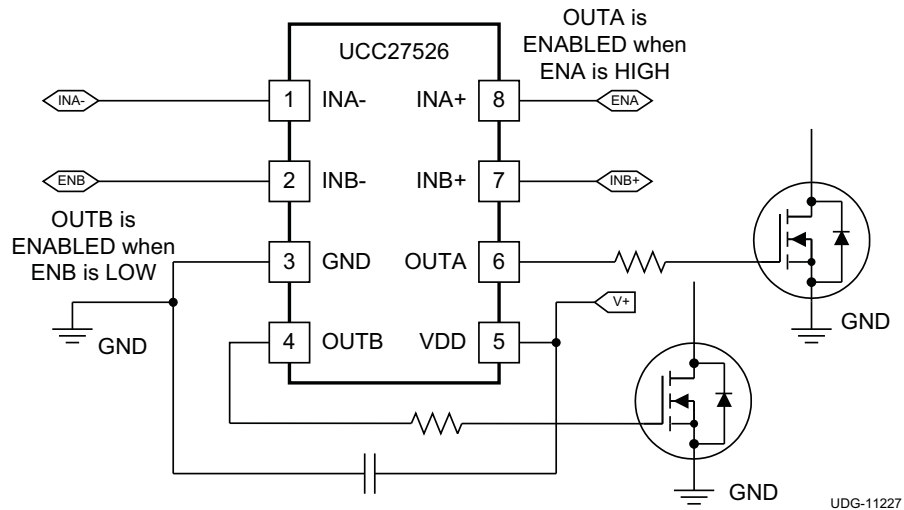 OUTA is
ENABLED when
ENA is HIGH
UCC27526
INA-
1
INA-
INA+
8
ENA
ENB
2
INB-
INB+
7
INB+
OUTB is
ENABLED when
ENB is LOW
3
GND
OUTA
6
V+
GND
GND
4
OUTB
VDD
5
GND
UDG-11227